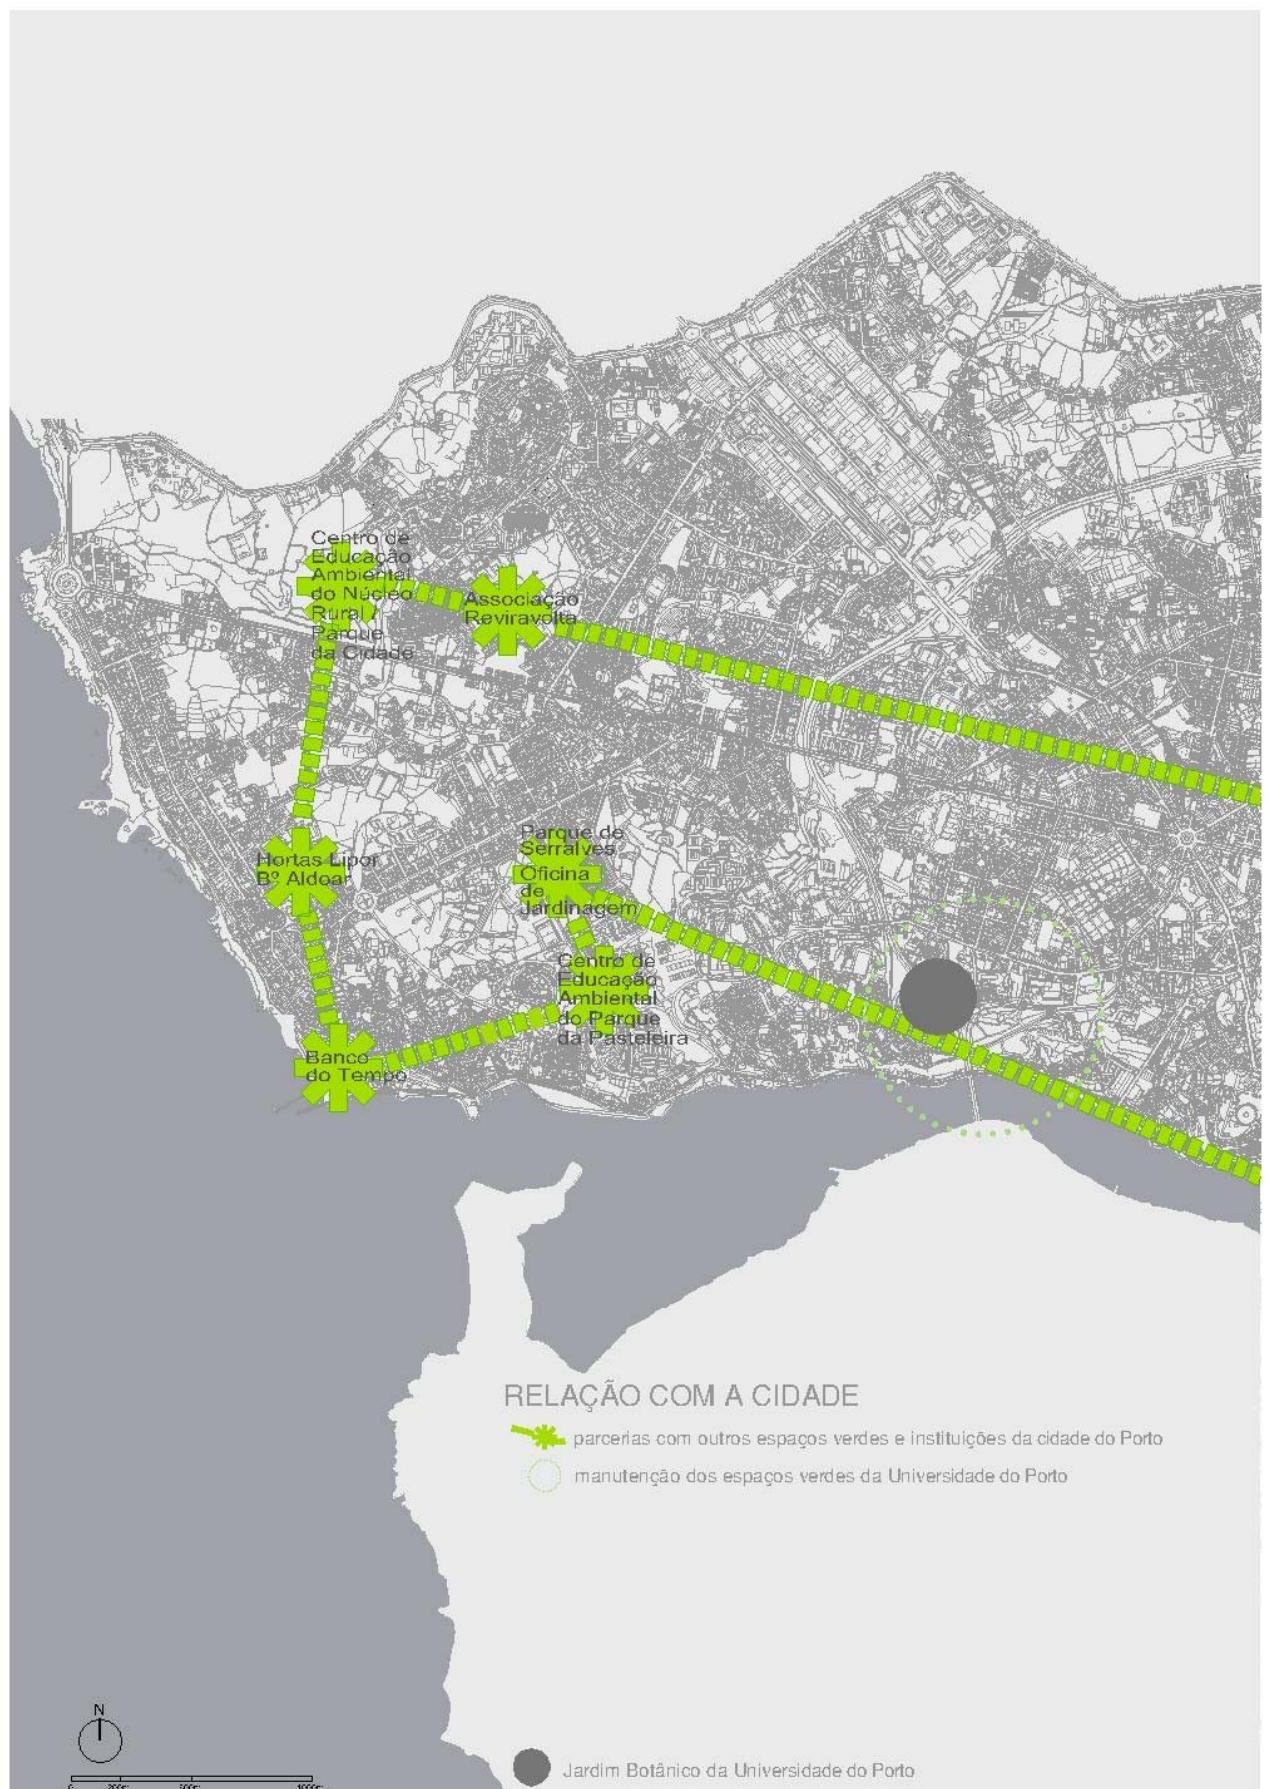 Centro de
Educação
Ambiental
do Núcleo
Rural /
Parque
da Cidade
Associação
Reviravolta
Parque de
Serralves
Oficina
de
Jardinagem
Hortas Lipor
Bº Aldoar
Centro de
Educação
Ambiental
do Parque
da Pasteleira
Banco
do Tempo
RELAÇÃO COM A CIDADE
parcerias com outros espaços verdes e instituições da cidade do Porto
manutenção dos espaços verdes da Universidade do Porto
N
Jardim Botânico da Universidade do Porto